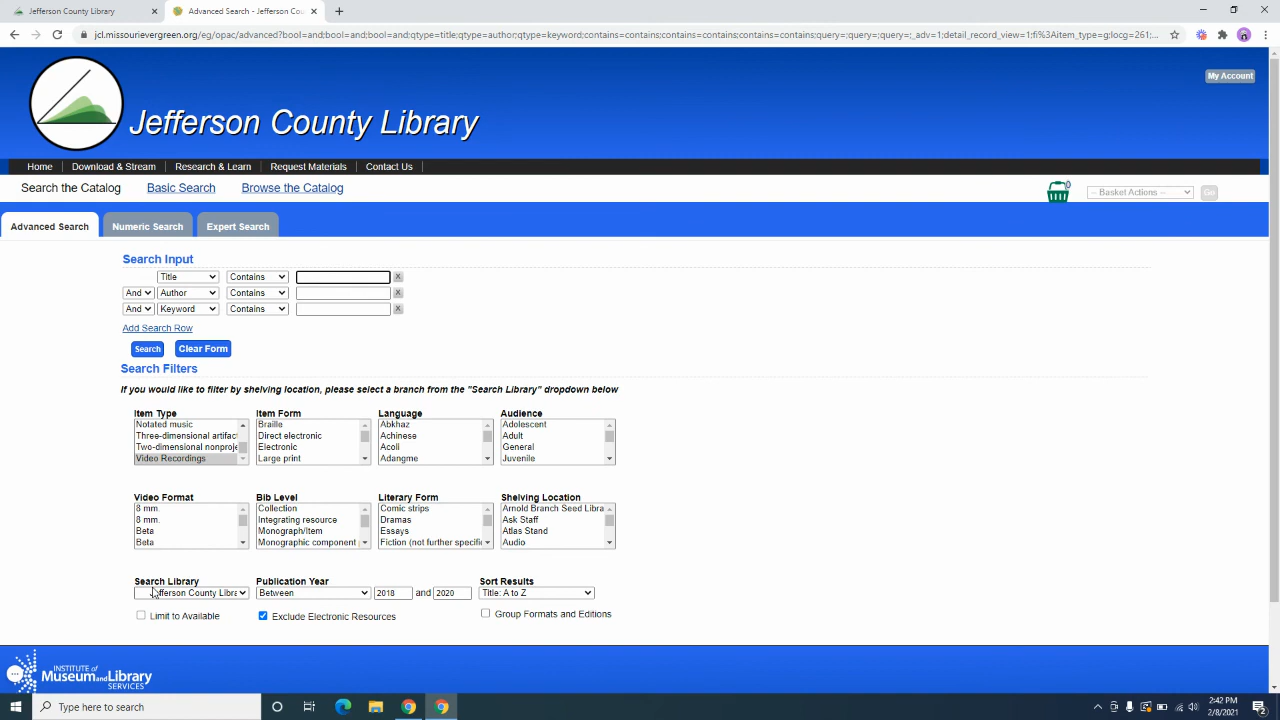 Jefferson County Library
Advanced Search - Jefferson Cou
jcl.missourievergreen.org/eg/opac/advanced?bool=and;bool=and;bool=and;qtype=title;qtype=author;qtype=keyword;contains=contains;contains=contains;contains=contains;query=;query=;query=;_adv=1;detail_record_view=1;fi%3Aitem_type=g;locg=261;...
My Account
Jefferson County Library
Home Download & Stream Research & Learn Request Materials Contact Us
Search the Catalog Basic Search Browse the Catalog
0 -- Basket Actions -- Go
Advanced Search Numeric Search Expert Search
Search Input
Title Contains x
And Author Contains x
And Keyword Contains x
Add Search Row
Search Clear Form
Search Filters
If you would like to filter by shelving location, please select a branch from the "Search Library" dropdown below
Item Type Item Form Language Audience
Notated music Braille Abkhaz Adolescent
Three-dimensional artifac Direct electronic Achinese Adult
Two-dimensional nonproje Electronic Acoli General
Video Recordings Large print Adangme Juvenile
Video Format Bib Level Literary Form Shelving Location
8 mm. Collection Comic strips Arnold Branch Seed Libra
8 mm. Integrating resource Dramas Ask Staff
Beta Monograph/Item Essays Atlas Stand
Beta Monographic component Fiction (not further specifi Audio
Search Library Publication Year Sort Results
Jefferson County Libra Between 2018 and 2020 Title: A to Z
Limit to Available Exclude Electronic Resources Group Formats and Editions
INSTITUTE of
Museum and Library
SERVICES
Type here to search
2:42 PM
2/8/2021
2